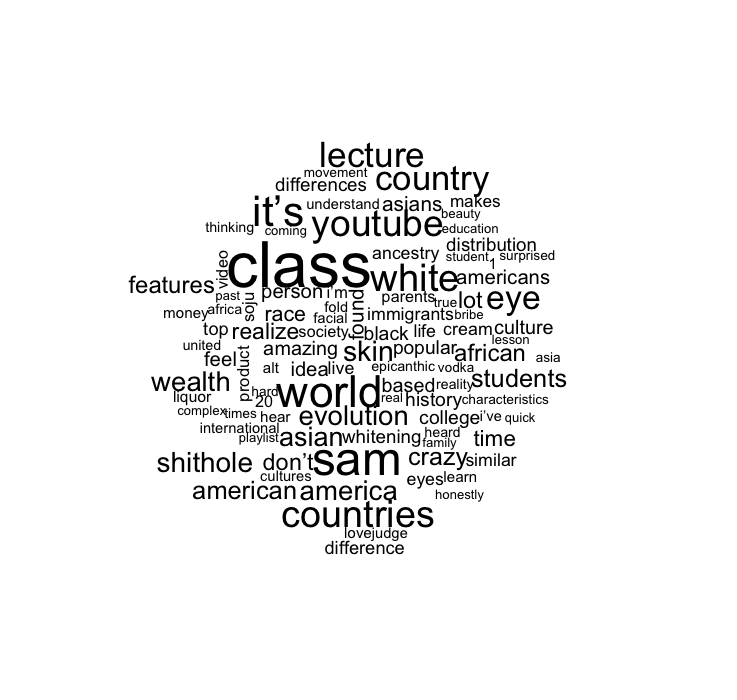 lecture
movement
differences country
it’s understand asians makes
thinking coming youtube beauty education
class ancestry distribution
video white student 1 surprised
features americans
past person i'm parents true lot eye
money africa soju race fold facial found immigrants bribe
top realize society black life cream culture
united amazing skin popular african lesson
feel alt idea live epicanthic vodka asia
wealth product hard world based reality students
liquor 20 real history characteristics
complex times hear evolution college i’ve quick
international playlist asian whitening heard family time
shithole don’t sam crazy similar
cultures eyes learn
american america honestly
countries
love judge
difference